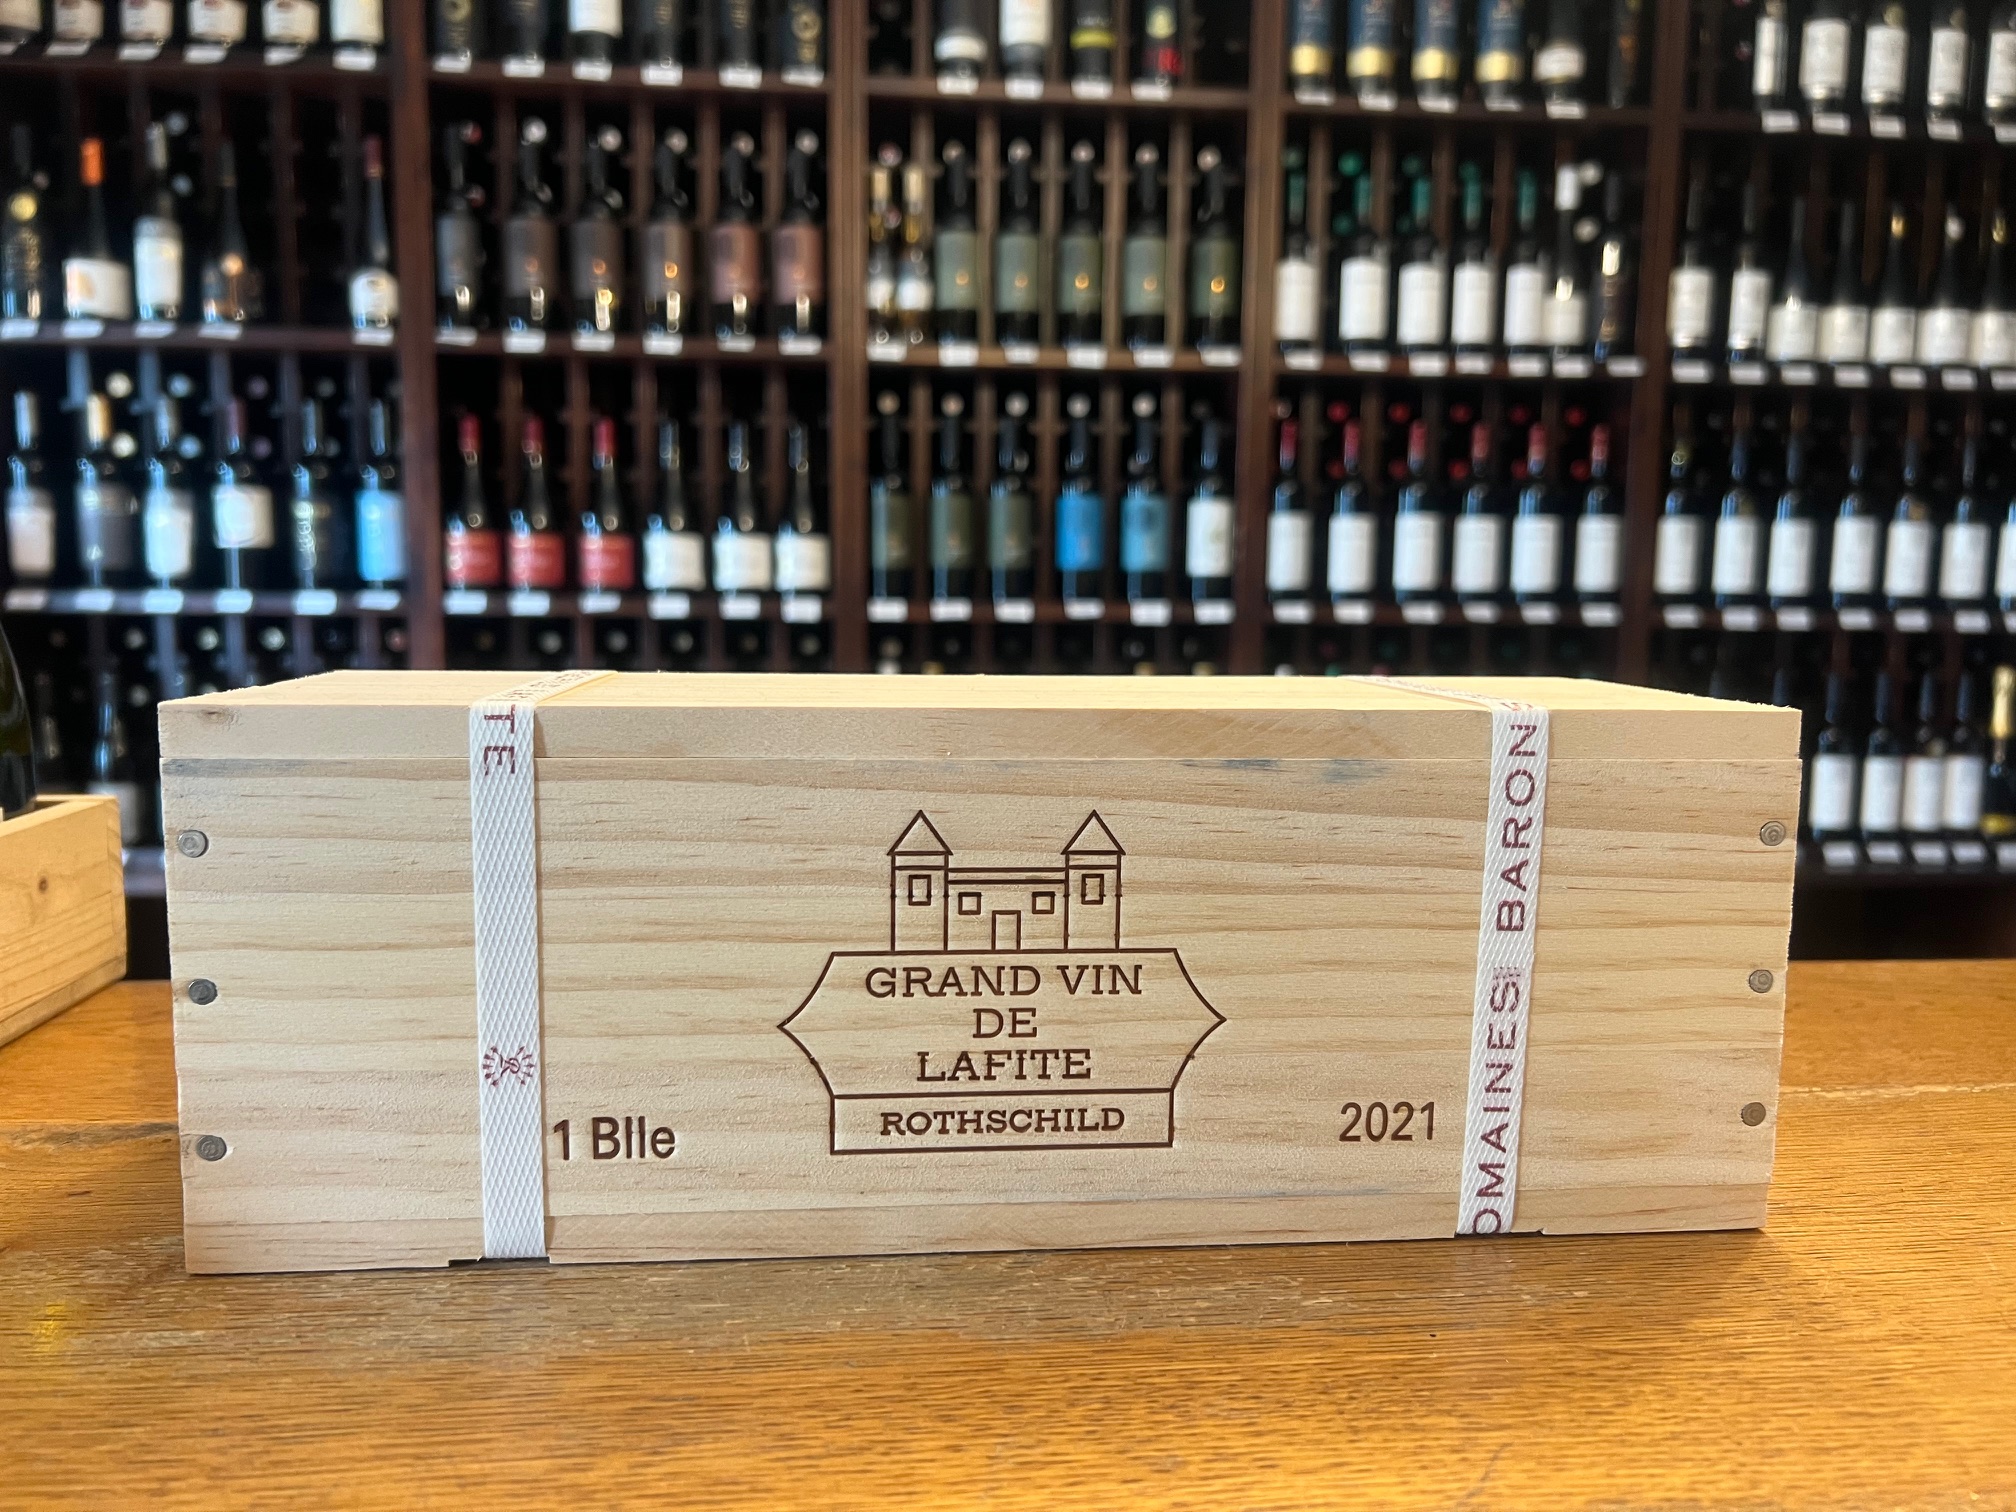 TE
GRAND VIN
DE
LAFITE
ROTHSCHILD
1 Blle
2021
OMAINES BARON